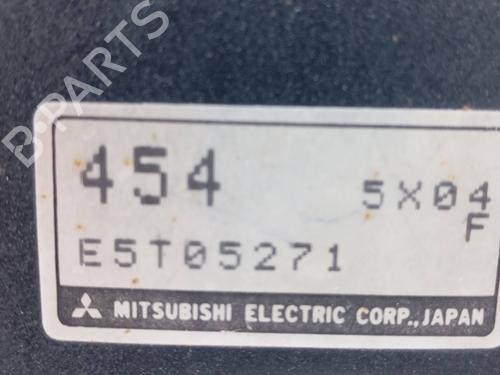 454 5X04
F
E5T05271
MITSUBISHI ELECTRIC CORP., JAPAN
B-PARTS